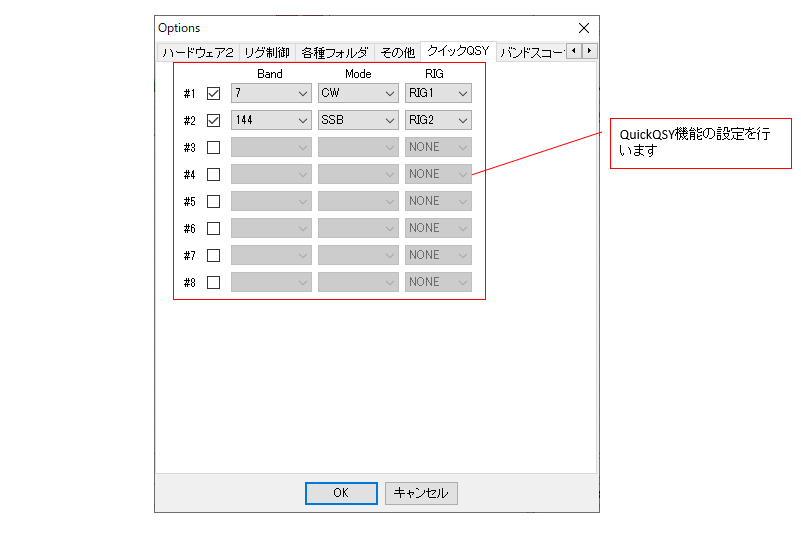 Options
ハードウェア2 リグ制御 各種フォルダ その他 クイックQSY バンドスコー
Band Mode RIG
#1 7 CW RIG1
#2 144 SSB RIG2
#3 NONE
#4 NONE
#5 NONE
#6 NONE
#7 NONE
#8 NONE
QuickQSY機能の設定を行
います
OK キャンセル